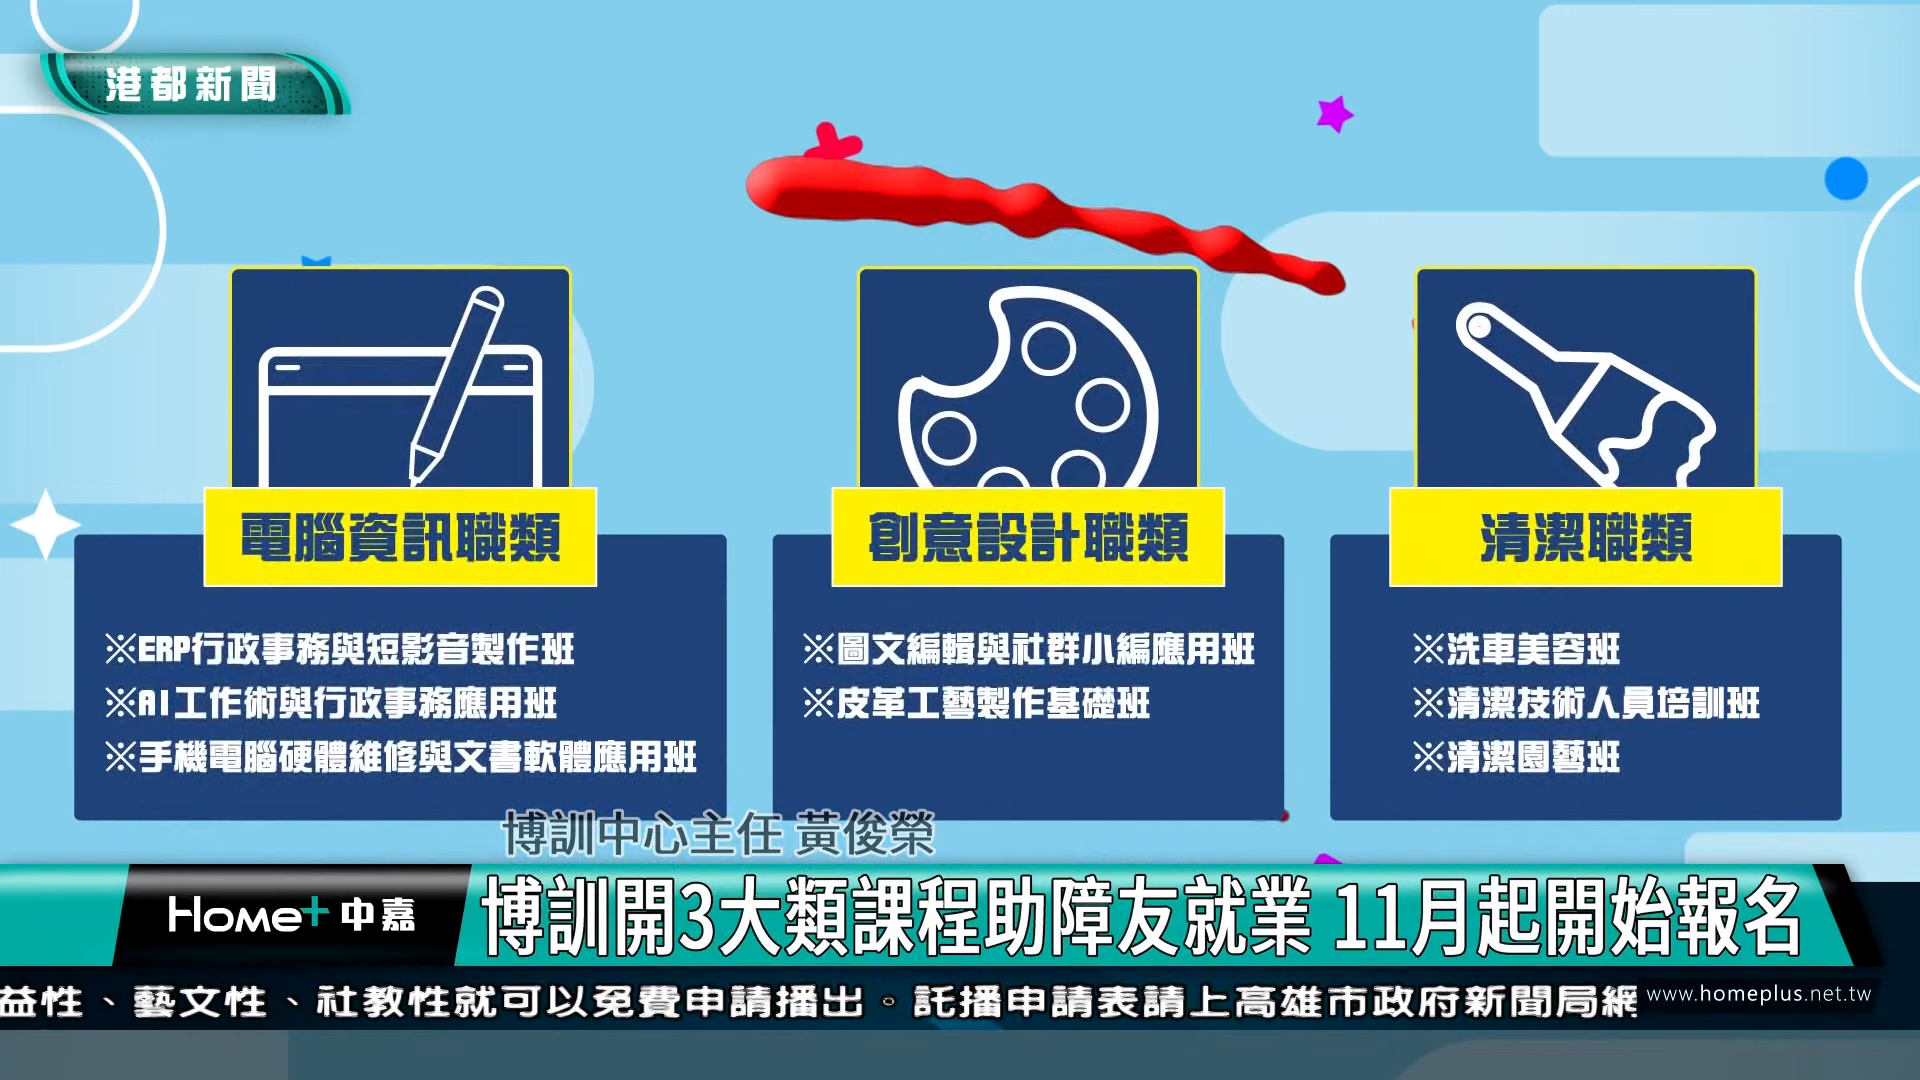 港都新聞
電腦資訊職類
※ERP行政事務與短影音製作班
※AI工作術與行政事務應用班
※手機電腦硬體維修與文書軟體應用班
創意設計職類
※圖文編輯與社群小編應用班
※皮革工藝製作基礎班
清潔職類
※洗車美容班
※清潔技術人員培訓班
※清潔園藝班
博訓中心主任 黃俊榮
Home+ 中嘉
博訓開3大類課程助障友就業 11月起開始報名
益性、藝文性、社教性就可以免費申請播出。託播申請表請上高雄市政府新聞局網
www.homeplus.net.tw